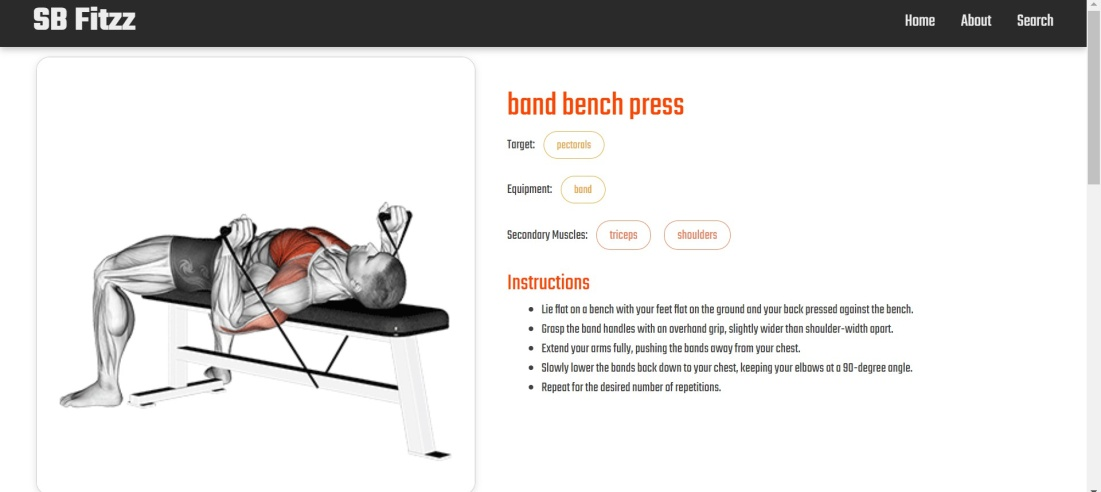 SB Fitzz
Home About Search
band bench press
Target: pectorals
Equipment: band
Secondary Muscles: triceps shoulders
Instructions
Lie flat on a bench with your feet flat on the ground and your back pressed against the bench.
Grasp the band handles with an overhand grip, slightly wider than shoulder-width apart.
Extend your arms fully, pushing the bands away from your chest.
Slowly lower the bands back down to your chest, keeping your elbows at a 90-degree angle.
Repeat for the desired number of repetitions.